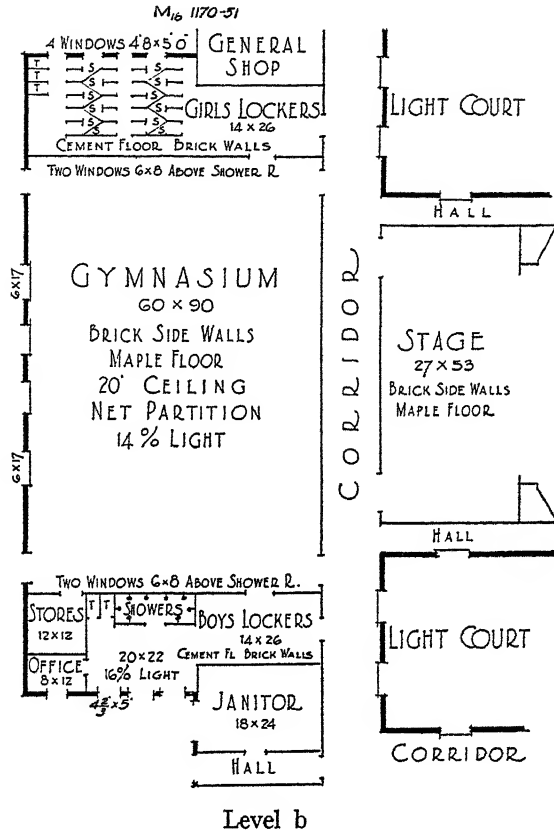 M16 1170-51
4 WINDOWS 4'8×5'0"
GENERAL
SHOP
T
T
T
S
S
S
S
S
S
S
S
S
S
GIRLS LOCKERS
14 × 26
CEMENT FLOOR BRICK WALLS
TWO WINDOWS 6×8 ABOVE SHOWER R
LIGHT COURT
HALL
GYMNASIUM
60 × 90
BRICK SIDE WALLS
MAPLE FLOOR
20' CEILING
NET PARTITION
14 % LIGHT
6×17
6×17
CORRIDOR
STAGE
27 × 53
BRICK SIDE WALLS
MAPLE FLOOR
HALL
TWO WINDOWS 6×8 ABOVE SHOWER R.
STORES
12×12
T
T
SHOWERS
BOYS LOCKERS
14×26
CEMENT FL BRICK WALLS
OFFICE
8×12
20×22
16% LIGHT
4⅔×5'
JANITOR
18×24
HALL
LIGHT COURT
CORRIDOR
Level b